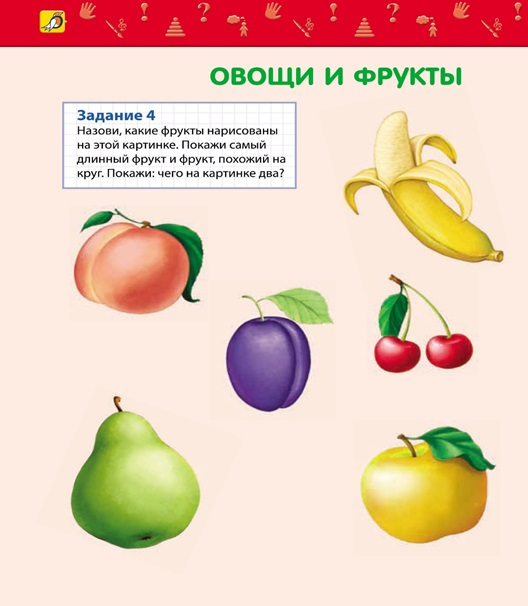 ОВОЩИ И ФРУКТЫ
Задание 4
Назови, какие фрукты нарисованы
на этой картинке. Покажи самый
длинный фрукт и фрукт, похожий на
круг. Покажи: чего на картинке два?